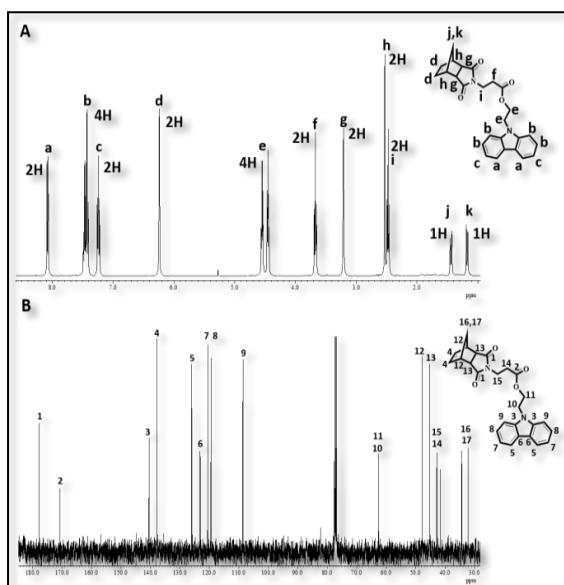 A
j,k
d
h
g
O
d
h
g
N
f
O
O
i
O
e
e
N
b
b
b
b
c
a
a
c
h
2H
b
4H
d
2H
a
2H
c
2H
e
4H
f
2H
g
2H
2H
i
j
1H
k
1H
8.0 7.0 6.0 5.0 4.0 3.0 2.0
ppm
B
16,17
4
12
13
O
1
4
12
13
1
N
14
O
2
O
15
O
11
10
N
9
3
3
9
8
6
6
8
7
5
5
7
4
5
7
8
9
12
13
1
3
6
2
11
10
15
14
16
17
180.0 170.0 160.0 150.0 140.0 130.0 120.0 110.0 100.0 90.0 80.0 70.0 60.0 50.0 40.0 30.0
ppm